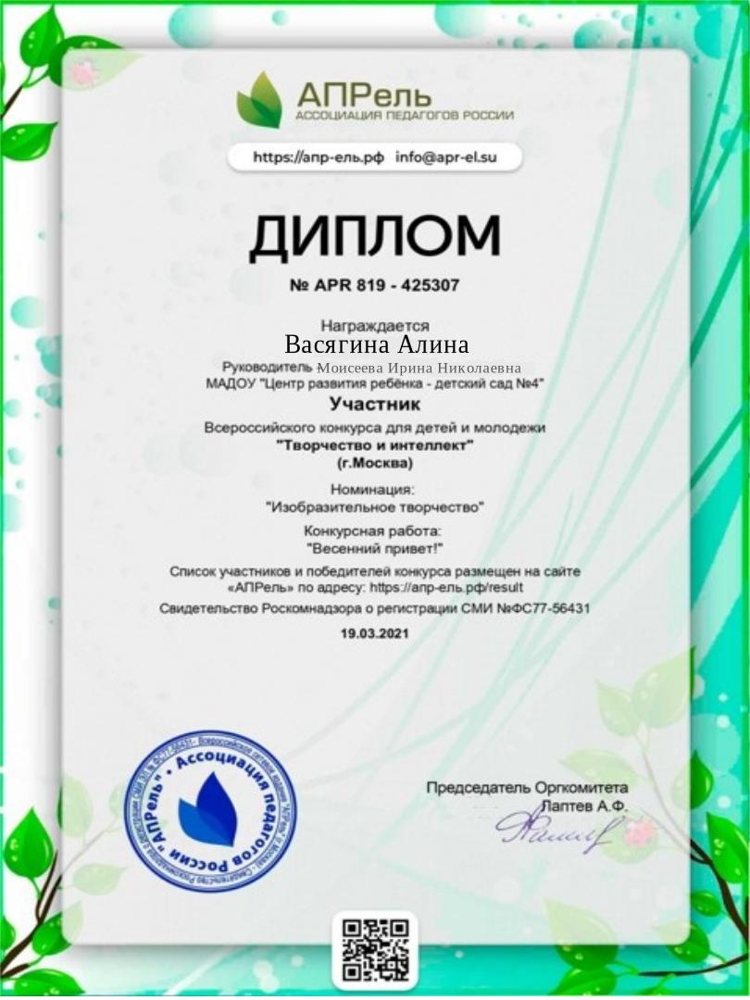 АПРель
АССОЦИАЦИЯ ПЕДАГОГОВ РОССИИ
https://апр-ель.рф info@apr-el.su
ДИПЛОМ
№ APR 819 - 425307
Награждается
Васягина Алина
Руководитель -Моисеева Ирина Николаевна
МАДОУ "Центр развития ребёнка - детский сад №4"
Участник
Всероссийского конкурса для детей и молодежи
"Творчество и интеллект"
(г.Москва)
Номинация:
"Изобразительное творчество"
Конкурсная работа:
"Весенний привет!"
Список участников и победителей конкурса размещен на сайте
«АПРель» по адресу: https://апр-ель.рф/result
Свидетельство Роскомнадзора о регистрации СМИ №ФС77-56431
19.03.2021
Ассоциация педагогов России "АПРель"
Председатель Оргкомитета
Лаптев А.Ф.